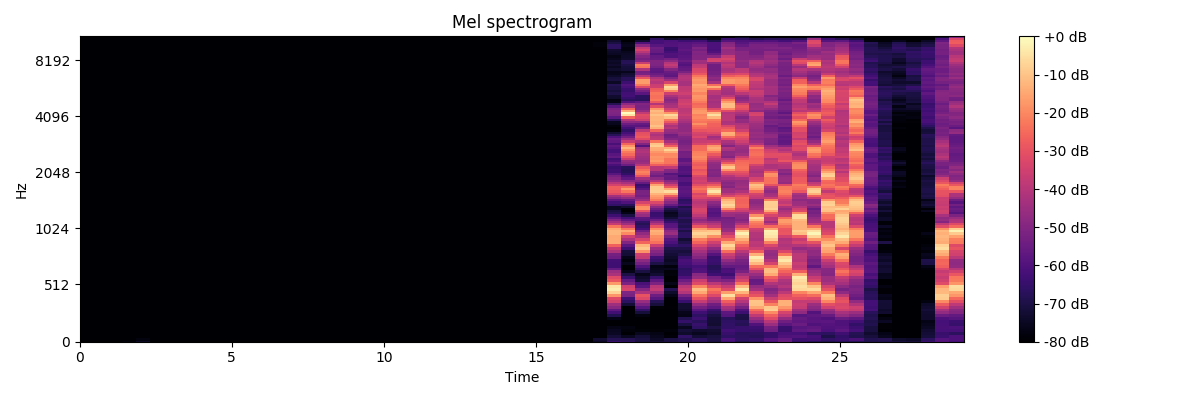 Mel spectrogram
Hz
8192
4096
2048
1024
512
0
0 5 10 15 20 25
Time
+0 dB
-10 dB
-20 dB
-30 dB
-40 dB
-50 dB
-60 dB
-70 dB
-80 dB